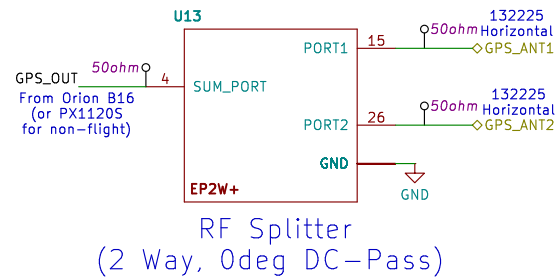 U13
132225
Horizontal
PORT1
15
50ohm
GPS_ANT1
50ohm
GPS_OUT
4
SUM_PORT
From Orion B16
(or PX1120S
for non-flight)
132225
Horizontal
PORT2
26
50ohm
GPS_ANT2
GND
EP2W+
GND
RF Splitter
(2 Way, 0deg DC-Pass)